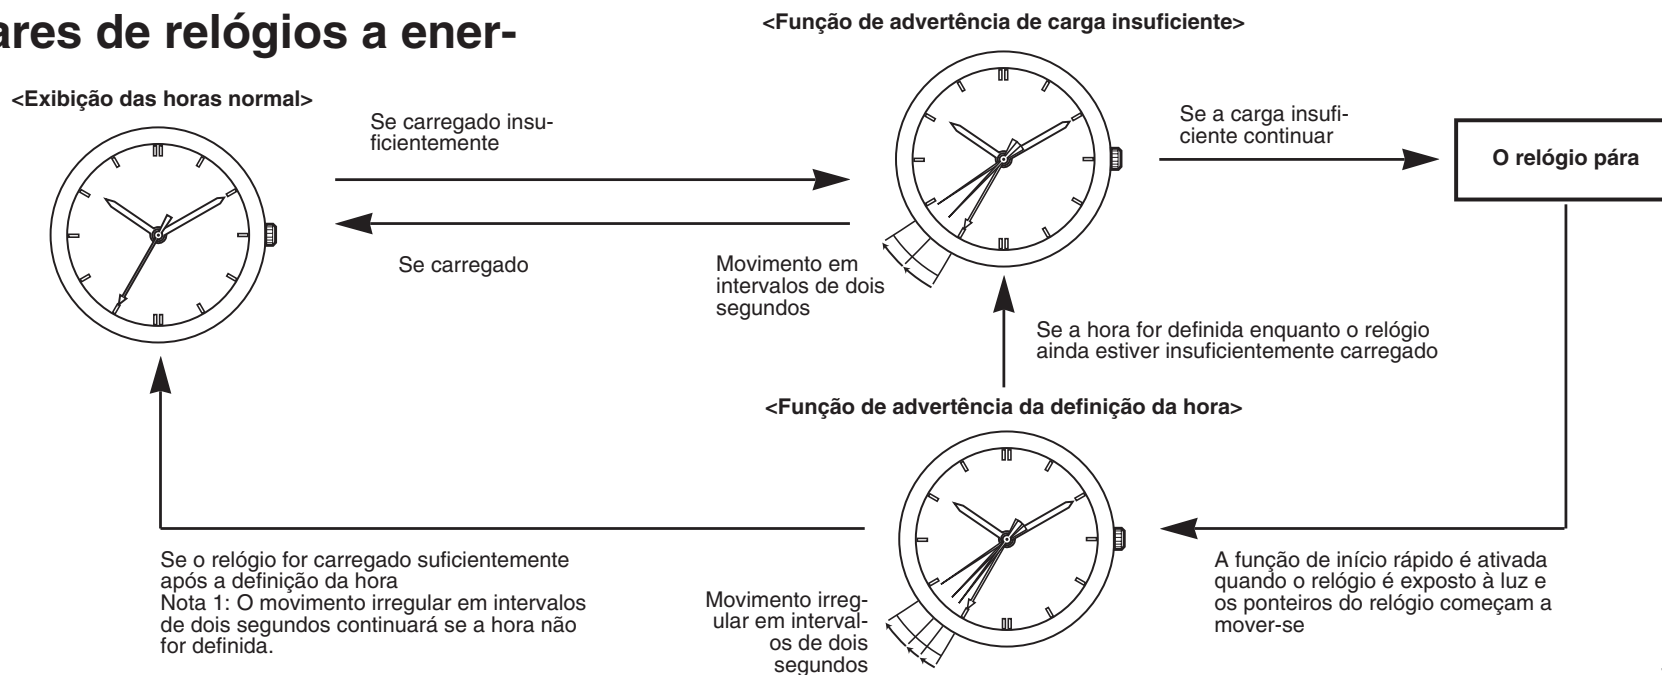 ares de relógios a ener-
<Função de advertência de carga insuficiente>
<Exibição das horas normal>
Se carregado insu-
ficientemente
Se a carga insufi-
ciente continuar
O relógio pára
Se carregado
Movimento em
intervalos de dois
segundos
Se a hora for definida enquanto o relógio
ainda estiver insuficientemente carregado
<Função de advertência da definição da hora>
Se o relógio for carregado suficientemente
após a definição da hora
Nota 1: O movimento irregular em intervalos
de dois segundos continuará se a hora não
for definida.
Movimento irreg-
ular em interval-
os de dois
segundos
A função de início rápido é ativada
quando o relógio é exposto à luz e
os ponteiros do relógio começam a
mover-se